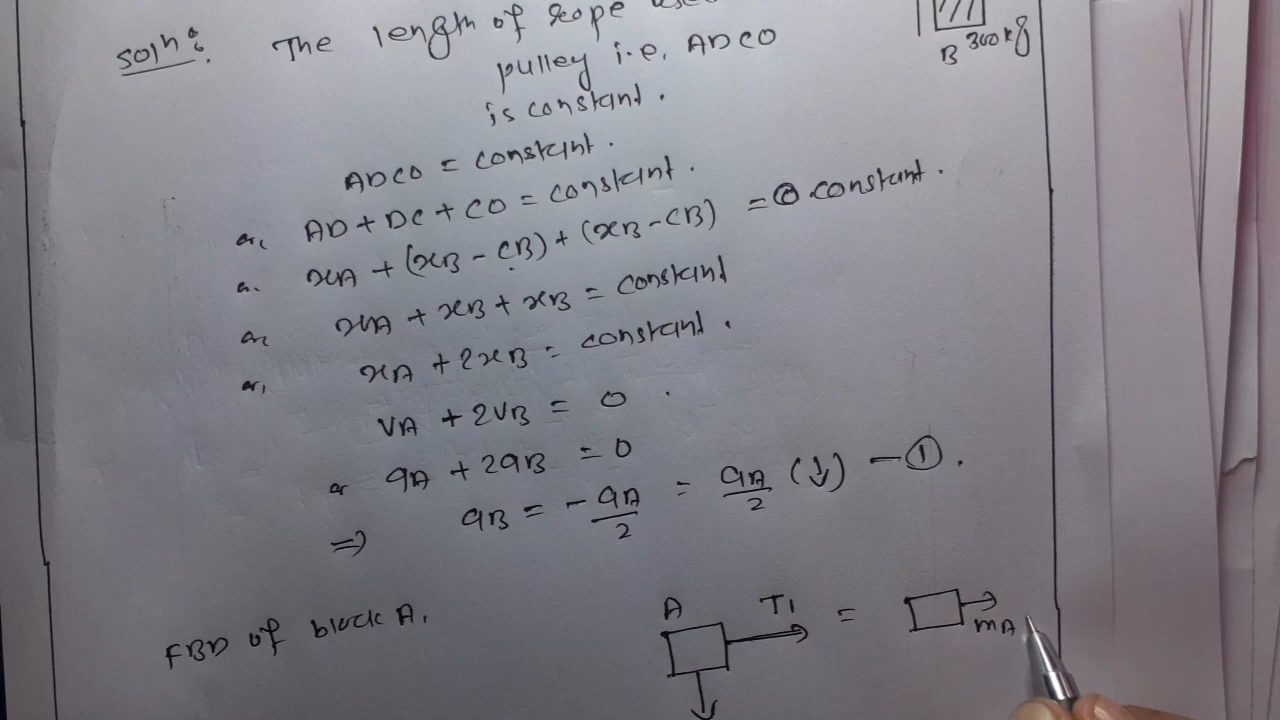 Soln: The length of rope used
pulley i.e. ADCO
is constant.
B 300 kg
ADCO = constant.
or, AD + DC + CO = constant.
or, xA + (xB - CB) + (xB - CB) = 0 constant.
or, xA + xB + xB = constant
or, xA + 2xB = constant.
VA + 2VB = 0.
or aA + 2aB = 0
⇒ aB = -aA/2 = aA/2 (↓) - ①.
FBD of block A.
A T1 = mA